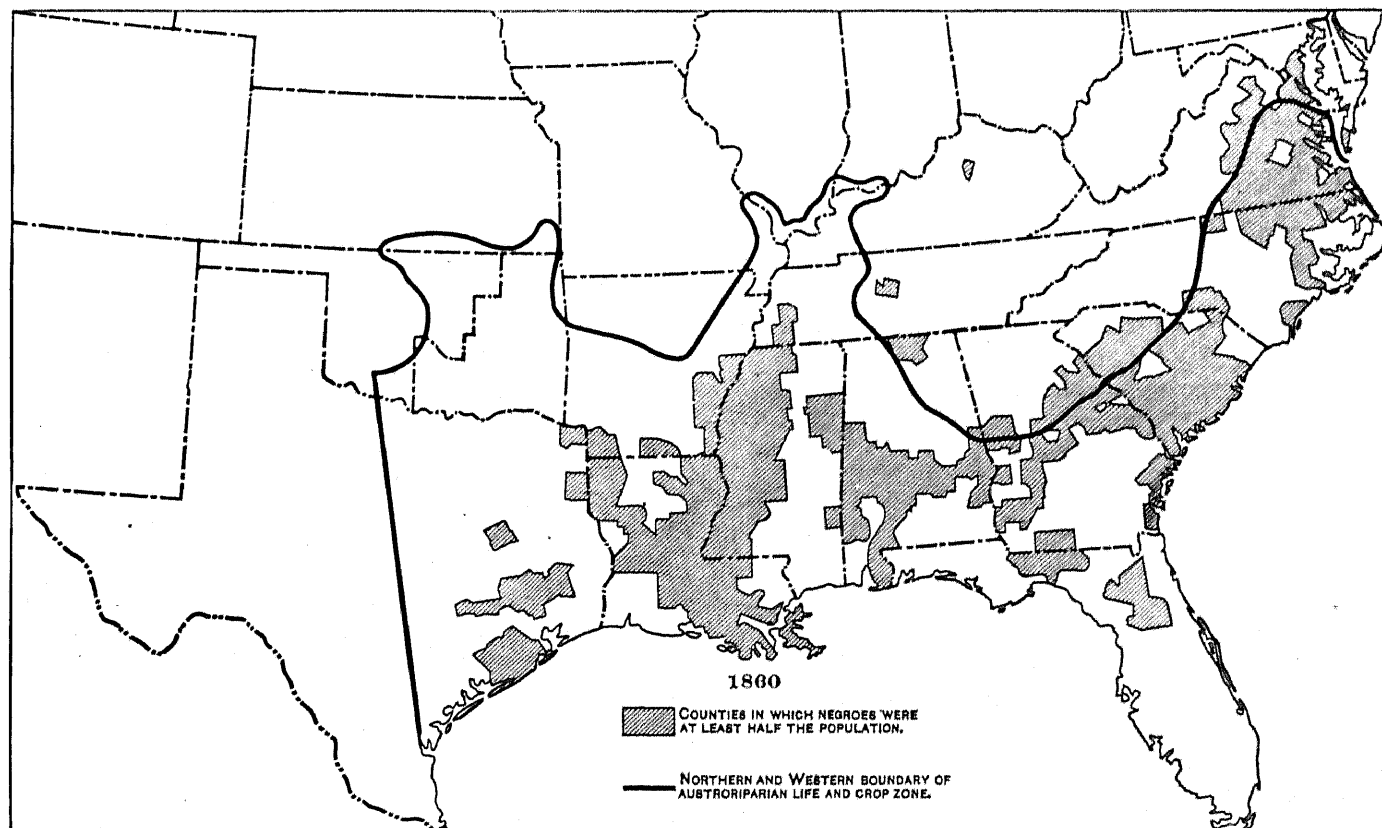 1860
COUNTIES IN WHICH NEGROES WERE
AT LEAST HALF THE POPULATION.
NORTHERN AND WESTERN BOUNDARY OF
AUSTRORIPARIAN LIFE AND CROP ZONE.